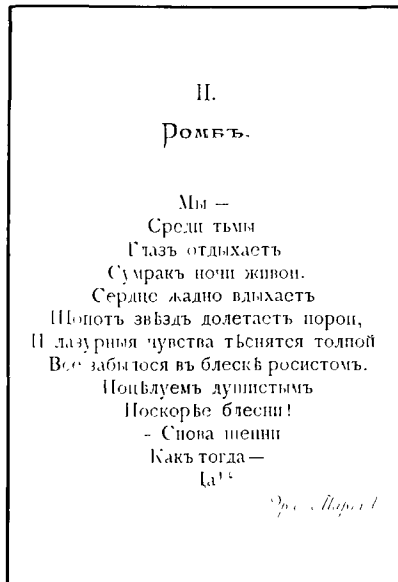 II.
Ромбъ.
Мы —
Среди тьмы
Глазъ отдыхаетъ
Сумракъ ночи живой.
Сердце жадно вдыхаетъ
Шопотъ звѣздъ долетаетъ порой,
И лазурныя чувства тѣснятся толпой
Все забылося въ блескѣ росистомъ.
Поцѣлуемъ душистымъ
Поскорѣе блесни!
- Снова шепни
Какъ тогда —